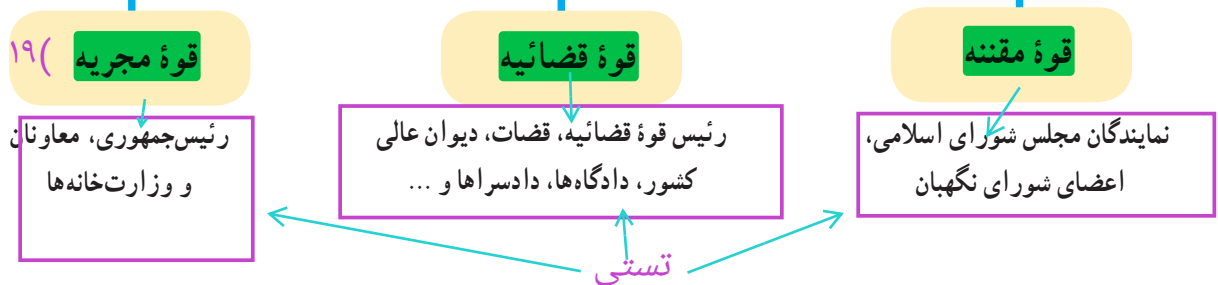 قوهٔ مقننه
قوهٔ قضائیه
قوهٔ مجریه
۱۹)
نمایندگان مجلس شورای اسلامی،
اعضای شورای نگهبان
رئیس قوهٔ قضائیه، قضات، دیوان عالی
کشور، دادگاه‌ها، دادسراها و ...
رئیس‌جمهوری، معاونان
و وزارت‌خانه‌ها
تستی